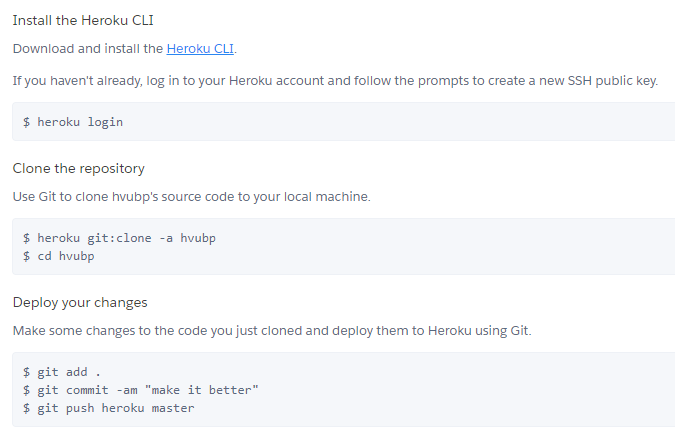 Install the Heroku CLI
Download and install the Heroku CLI.
If you haven't already, log in to your Heroku account and follow the prompts to create a new SSH public key.
$ heroku login
Clone the repository
Use Git to clone hvubp's source code to your local machine.
$ heroku git:clone -a hvubp
$ cd hvubp
Deploy your changes
Make some changes to the code you just cloned and deploy them to Heroku using Git.
$ git add .
$ git commit -am "make it better"
$ git push heroku master